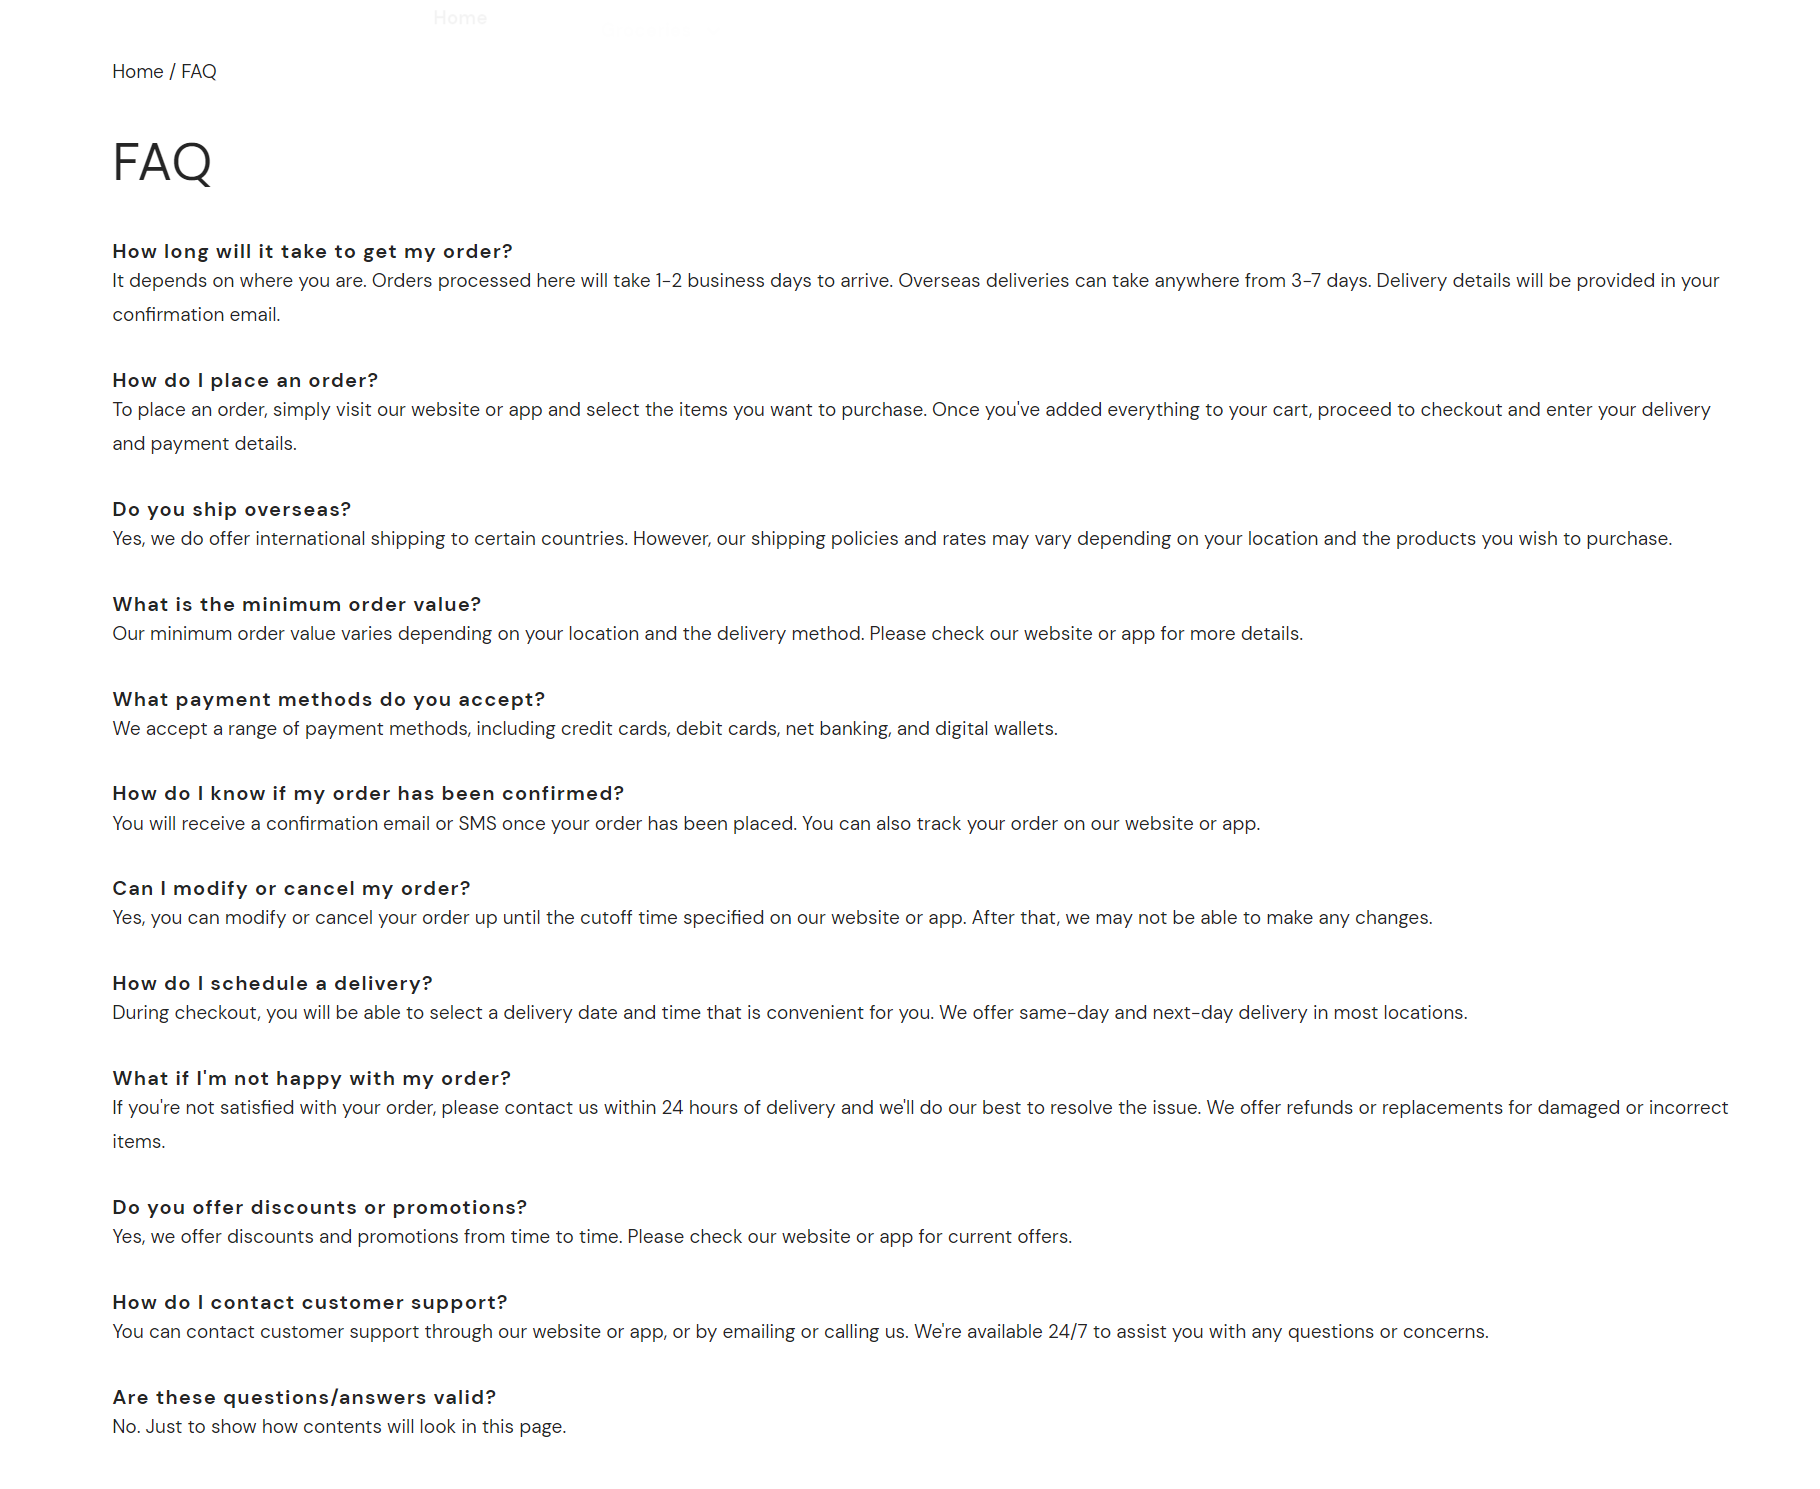 Home
Home / FAQ
FAQ
How long will it take to get my order?
It depends on where you are. Orders processed here will take 1-2 business days to arrive. Overseas deliveries can take anywhere from 3-7 days. Delivery details will be provided in your
confirmation email.
How do I place an order?
To place an order, simply visit our website or app and select the items you want to purchase. Once you've added everything to your cart, proceed to checkout and enter your delivery
and payment details.
Do you ship overseas?
Yes, we do offer international shipping to certain countries. However, our shipping policies and rates may vary depending on your location and the products you wish to purchase.
What is the minimum order value?
Our minimum order value varies depending on your location and the delivery method. Please check our website or app for more details.
What payment methods do you accept?
We accept a range of payment methods, including credit cards, debit cards, net banking, and digital wallets.
How do I know if my order has been confirmed?
You will receive a confirmation email or SMS once your order has been placed. You can also track your order on our website or app.
Can I modify or cancel my order?
Yes, you can modify or cancel your order up until the cutoff time specified on our website or app. After that, we may not be able to make any changes.
How do I schedule a delivery?
During checkout, you will be able to select a delivery date and time that is convenient for you. We offer same-day and next-day delivery in most locations.
What if I'm not happy with my order?
If you're not satisfied with your order, please contact us within 24 hours of delivery and we'll do our best to resolve the issue. We offer refunds or replacements for damaged or incorrect
items.
Do you offer discounts or promotions?
Yes, we offer discounts and promotions from time to time. Please check our website or app for current offers.
How do I contact customer support?
You can contact customer support through our website or app, or by emailing or calling us. We're available 24/7 to assist you with any questions or concerns.
Are these questions/answers valid?
No. Just to show how contents will look in this page.